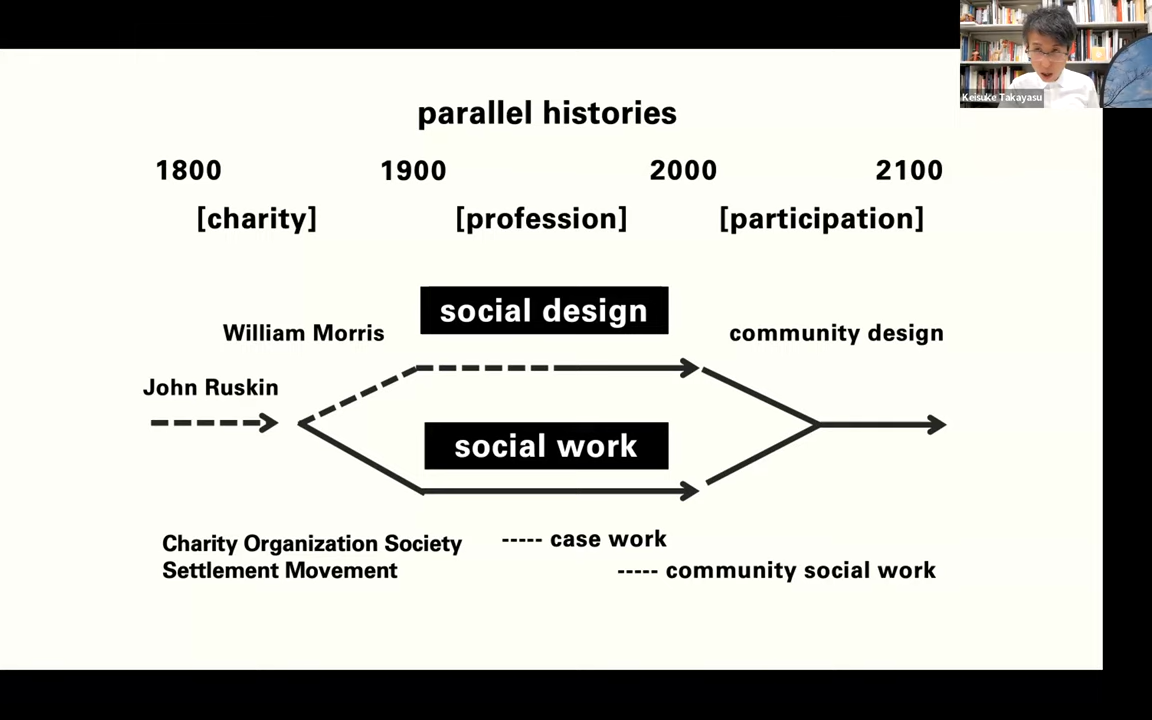 Keisuke Takayasu
parallel histories
1800 1900 2000 2100
[charity] [profession] [participation]
social design
William Morris community design
John Ruskin
social work
Charity Organization Society ----- case work
Settlement Movement ----- community social work